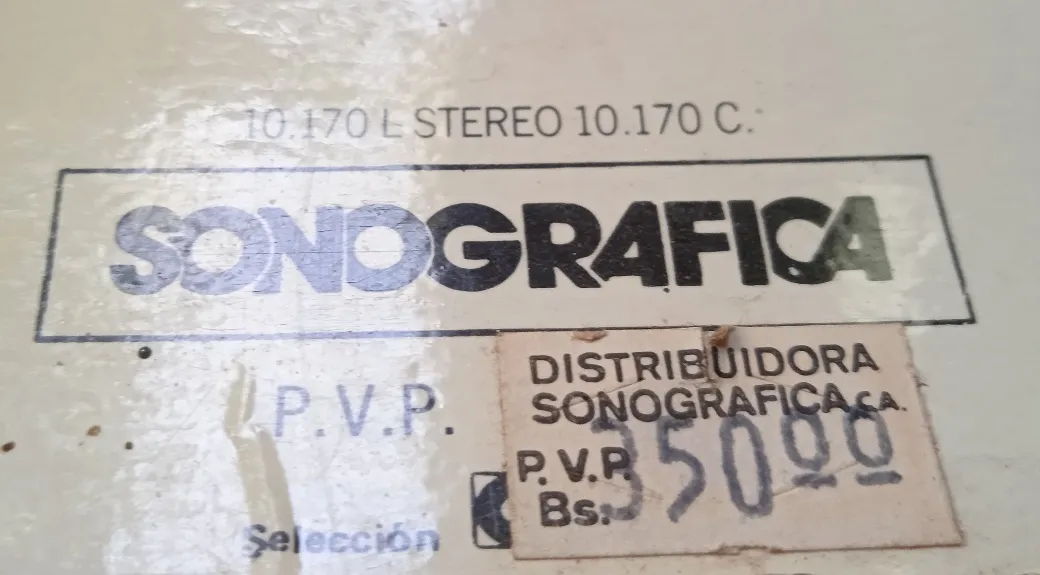 10.170 L STEREO 10.170 C.
SONOGRAFICA
P.V.P.
Selección
DISTRIBUIDORA
SONOGRAFICA C.A.
P.V.P.
Bs. 35000